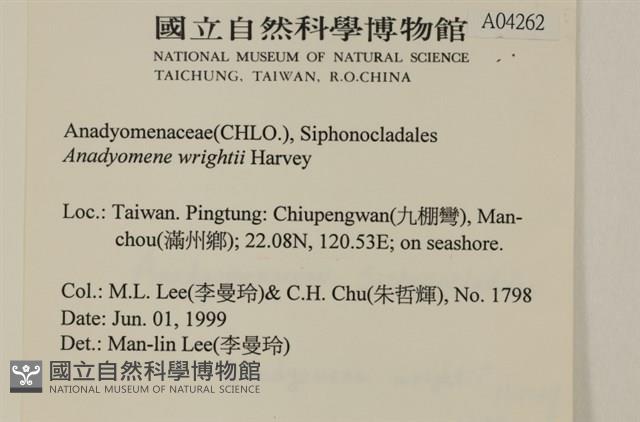 國立自然科學博物館
A04262
NATIONAL MUSEUM OF NATURAL SCIENCE
TAICHUNG, TAIWAN, R.O.CHINA
Anadyomenaceae(CHLO.), Siphonocladales
Anadyomene wrightii Harvey
Loc.: Taiwan. Pingtung: Chiupengwan(九棚彎), Man-
chou(滿州鄉); 22.08N, 120.53E; on seashore.
Col.: M.L. Lee(李曼玲)& C.H. Chu(朱哲輝), No. 1798
Date: Jun. 01, 1999
Det.: Man-lin Lee(李曼玲)
國立自然科學博物館
NATIONAL MUSEUM OF NATURAL SCIENCE